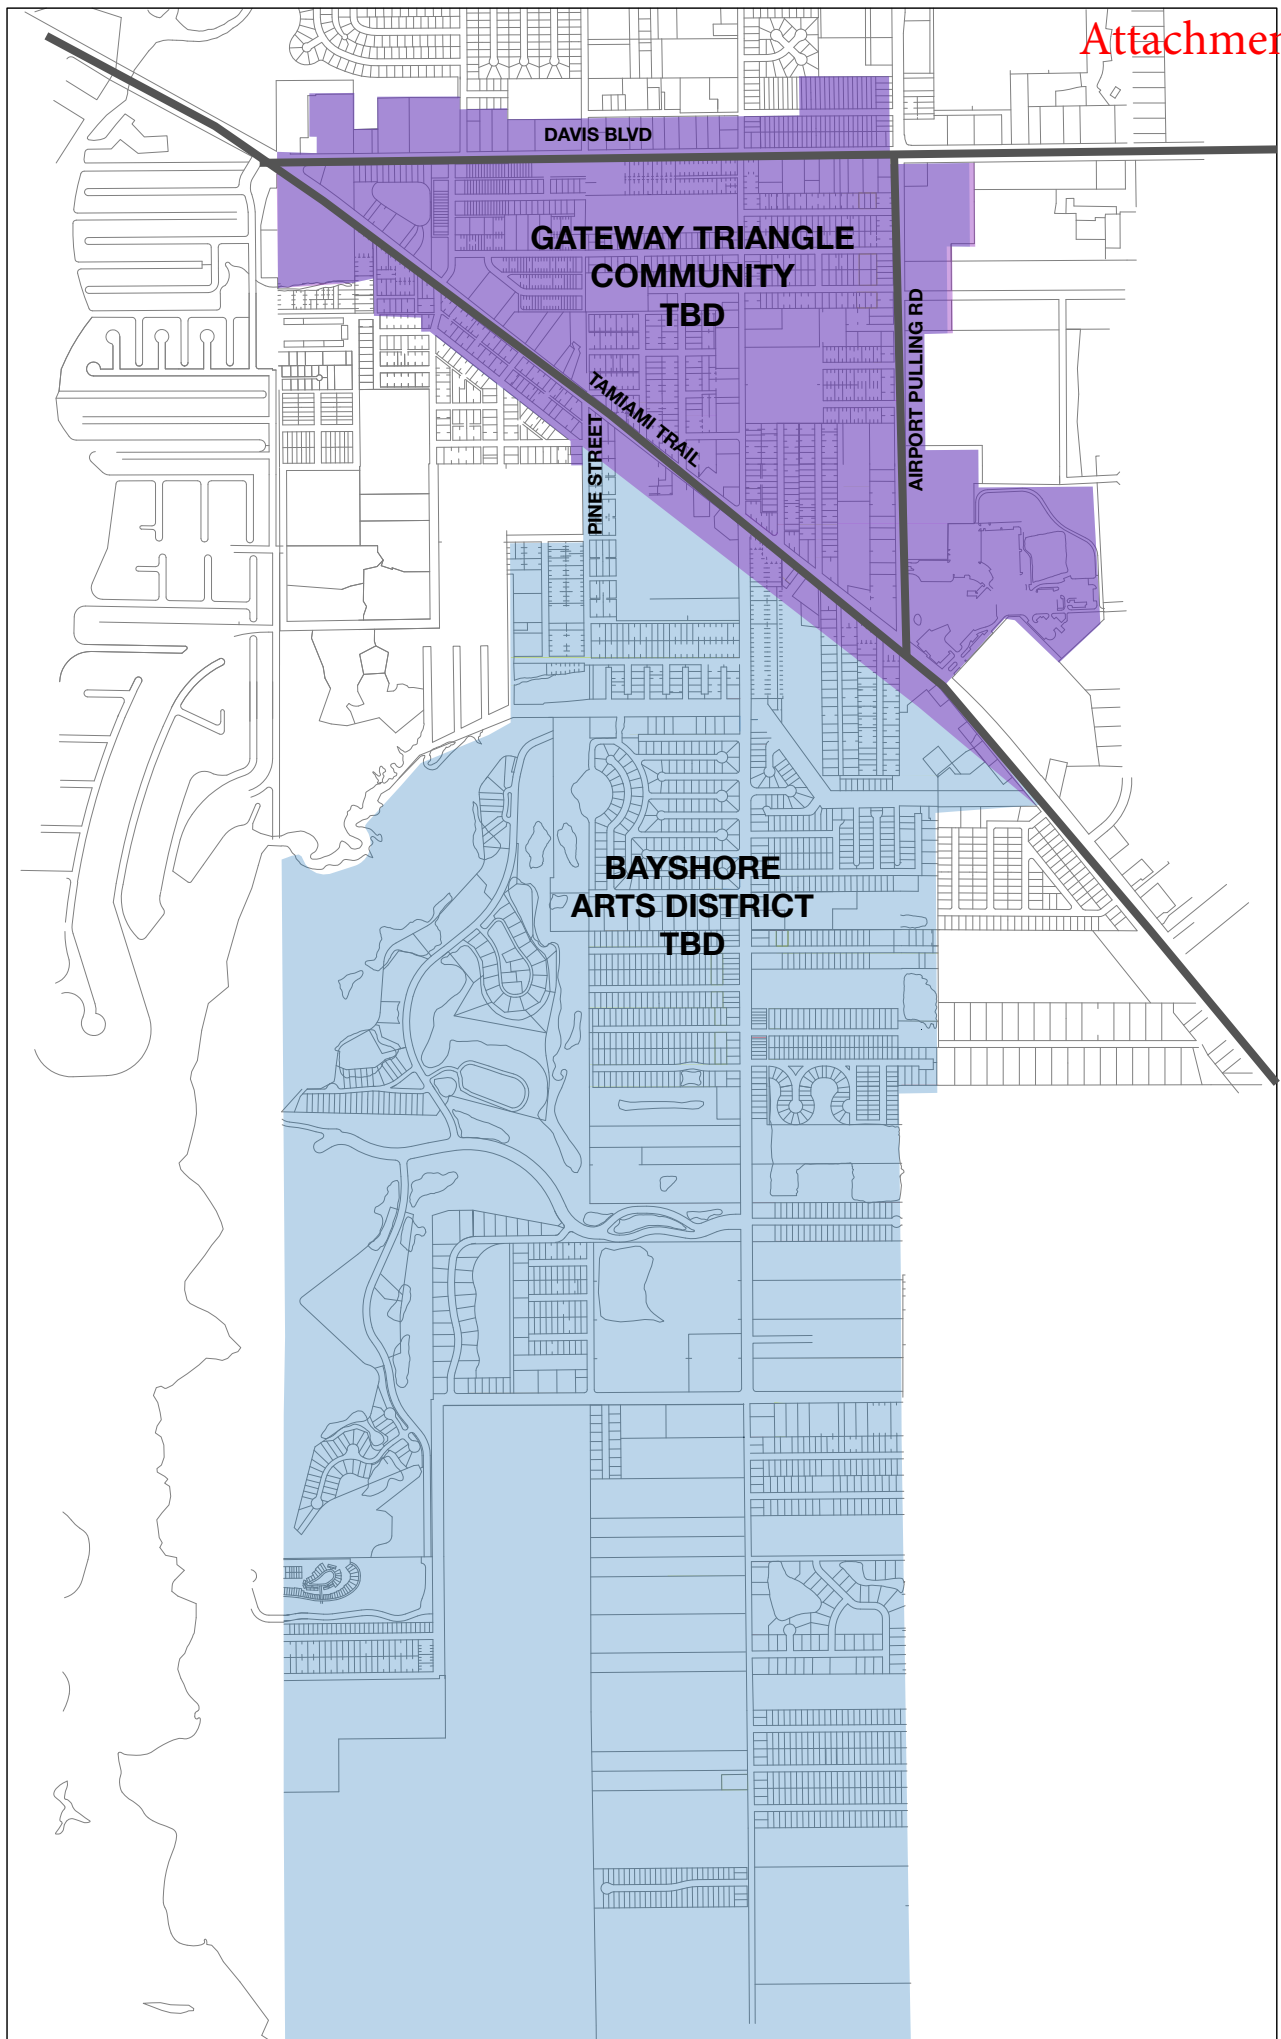 Attachmen
DAVIS BLVD
GATEWAY TRIANGLE
COMMUNITY
TBD
AIRPORT PULLING RD
TAMIAMI TRAIL
PINE STREET
BAYSHORE
ARTS DISTRICT
TBD